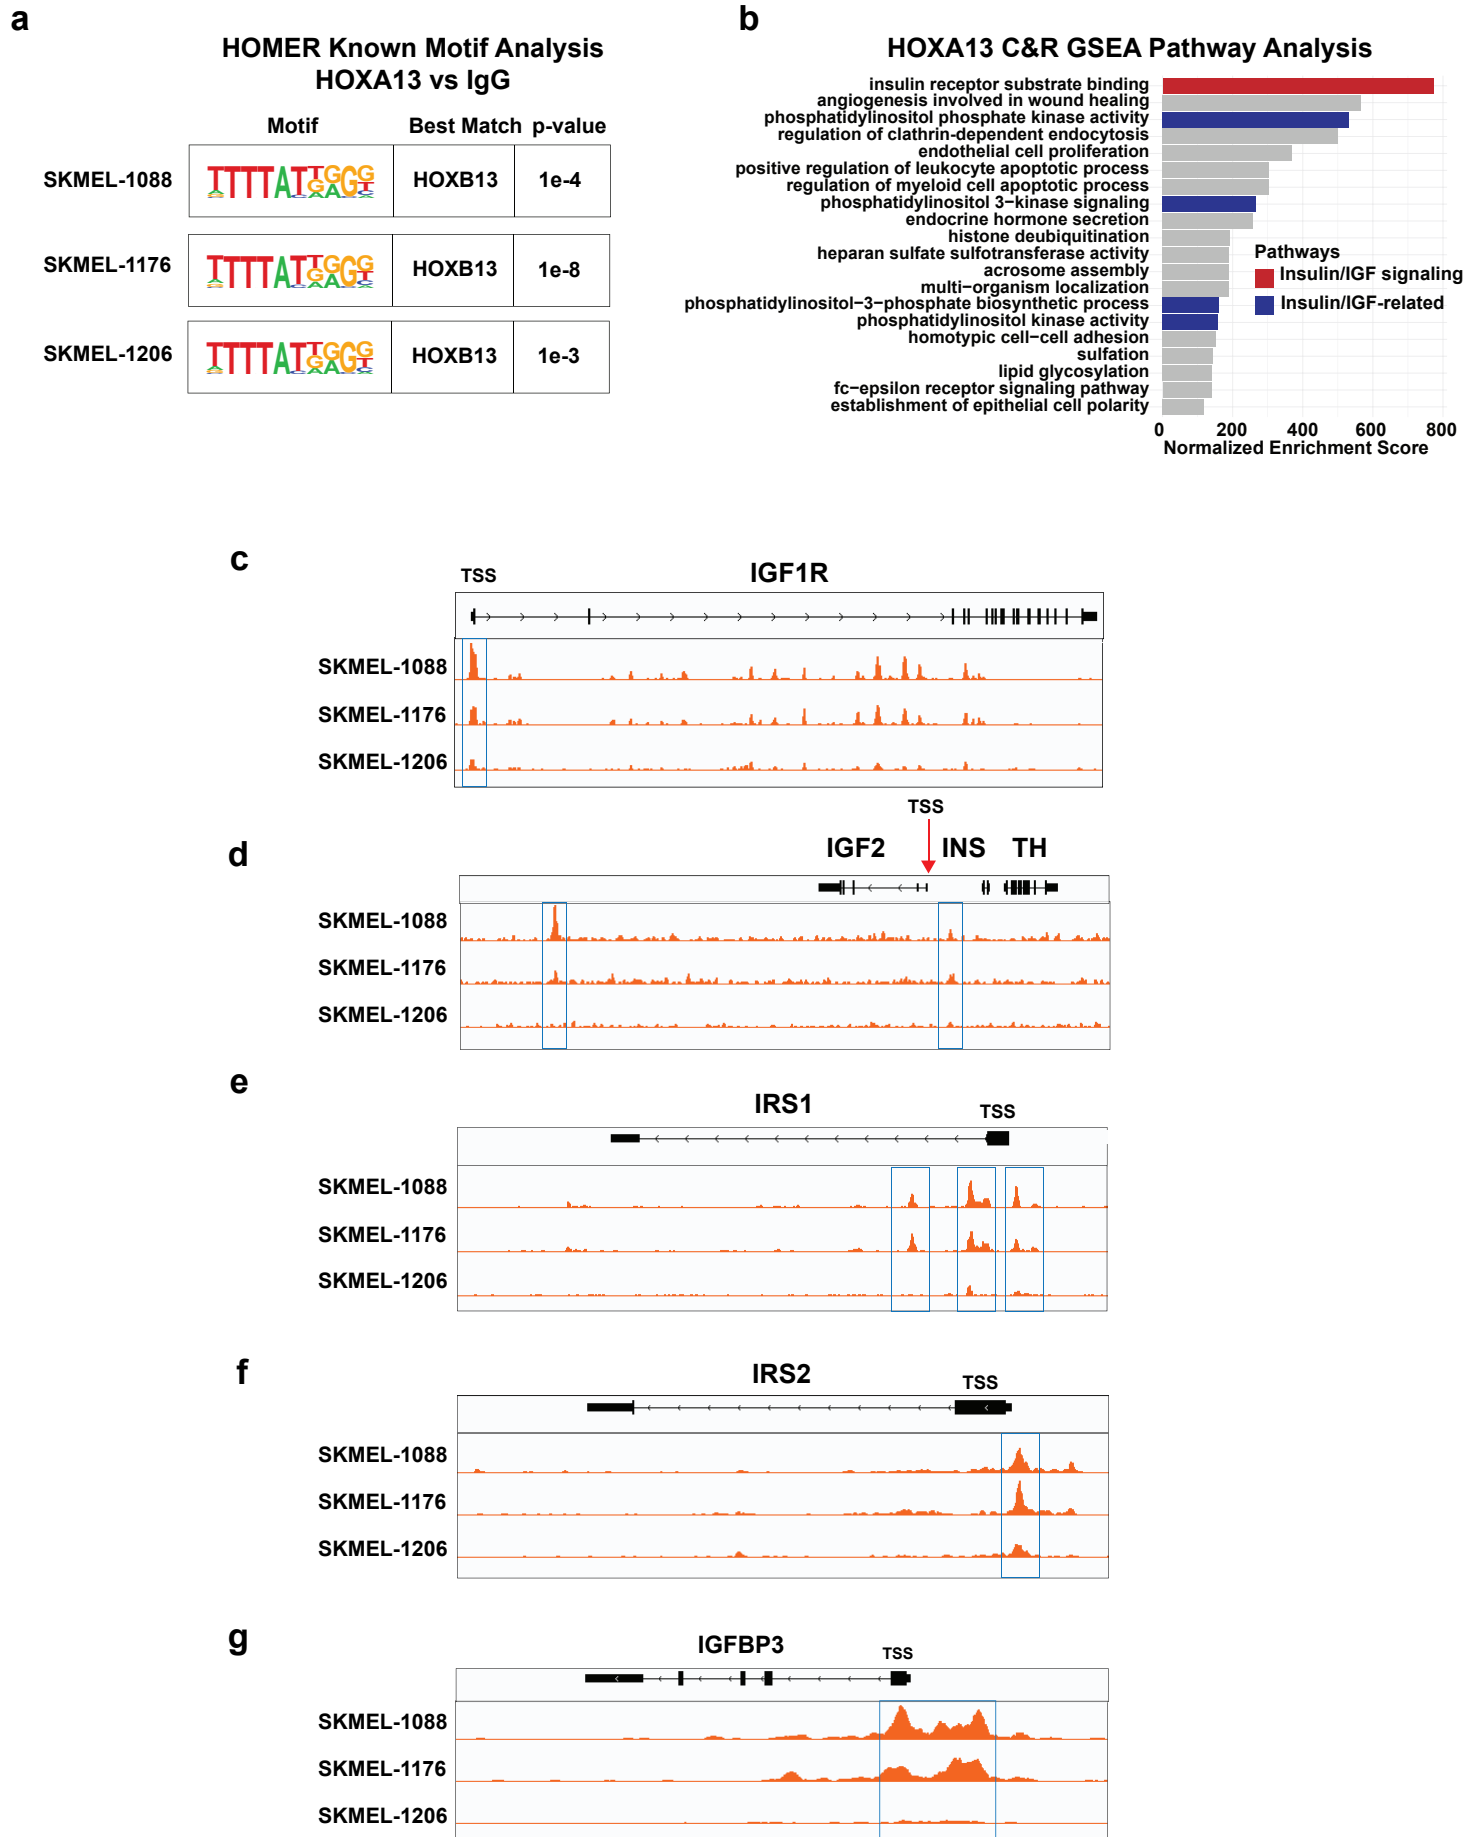 a
HOMER Known Motif Analysis
HOXA13 vs IgG
Motif Best Match p-value
SKMEL-1088 HOXB13 1e-4
SKMEL-1176 HOXB13 1e-8
SKMEL-1206 HOXB13 1e-3
b
HOXA13 C&R GSEA Pathway Analysis
insulin receptor substrate binding
angiogenesis involved in wound healing
phosphatidylinositol phosphate kinase activity
regulation of clathrin-dependent endocytosis
endothelial cell proliferation
positive regulation of leukocyte apoptotic process
regulation of myeloid cell apoptotic process
phosphatidylinositol 3−kinase signaling
endocrine hormone secretion
histone deubiquitination
heparan sulfate sulfotransferase activity
acrosome assembly
multi−organism localization
phosphatidylinositol−3−phosphate biosynthetic process
phosphatidylinositol kinase activity
homotypic cell−cell adhesion
sulfation
lipid glycosylation
fc−epsilon receptor signaling pathway
establishment of epithelial cell polarity
Pathways
Insulin/IGF signaling
Insulin/IGF-related
0 200 400 600 800
Normalized Enrichment Score
c
TSS IGF1R
SKMEL-1088
SKMEL-1176
SKMEL-1206
d
TSS
IGF2 INS TH
SKMEL-1088
SKMEL-1176
SKMEL-1206
e
IRS1 TSS
SKMEL-1088
SKMEL-1176
SKMEL-1206
f
IRS2 TSS
SKMEL-1088
SKMEL-1176
SKMEL-1206
g
IGFBP3 TSS
SKMEL-1088
SKMEL-1176
SKMEL-1206